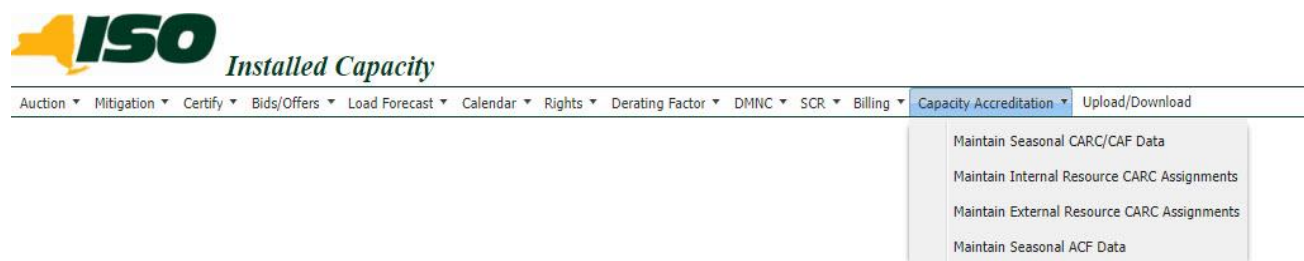 ISO
Installed Capacity
Auction Mitigation Certify Bids/Offers Load Forecast Calendar Rights Derating Factor DMNC SCR Billing Capacity Accreditation Upload/Download
Maintain Seasonal CARC/CAF Data
Maintain Internal Resource CARC Assignments
Maintain External Resource CARC Assignments
Maintain Seasonal ACF Data